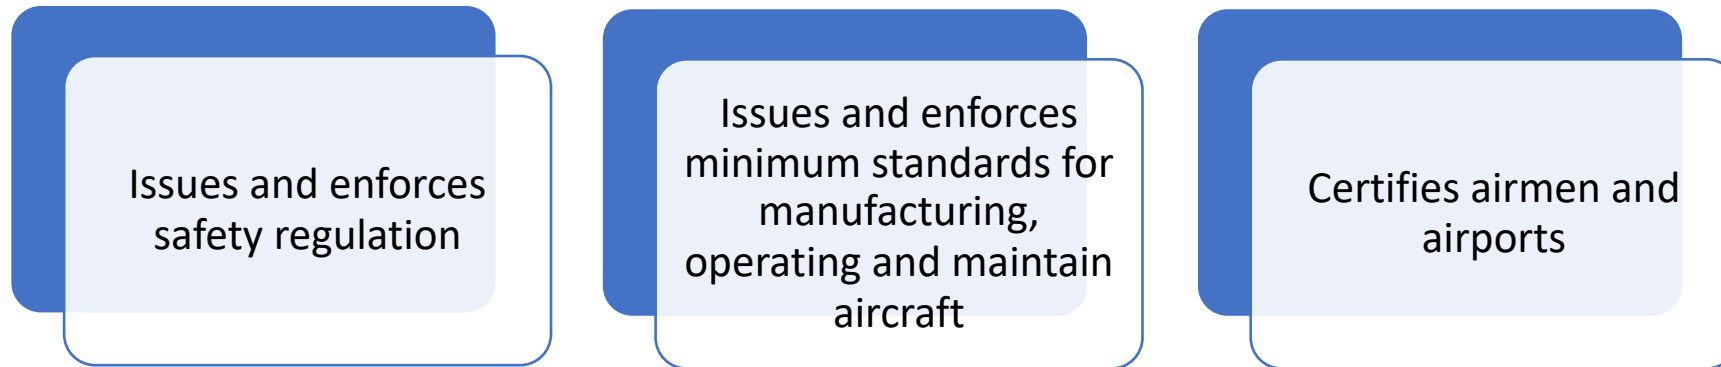 Issues and enforces
safety regulation
Issues and enforces
minimum standards for
manufacturing,
operating and maintain
aircraft
Certifies airmen and
airports